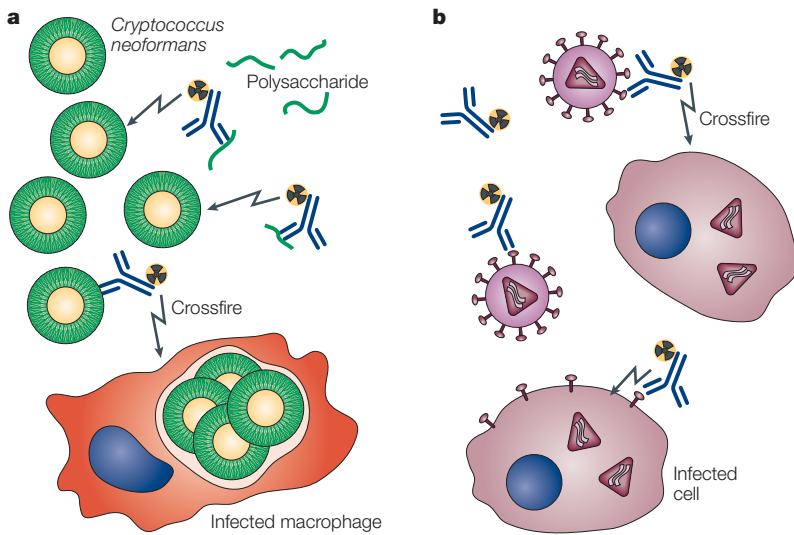 a
Cryptococcus
neoformans
Polysaccharide
Crossfire
Infected macrophage
b
Crossfire
Infected
cell